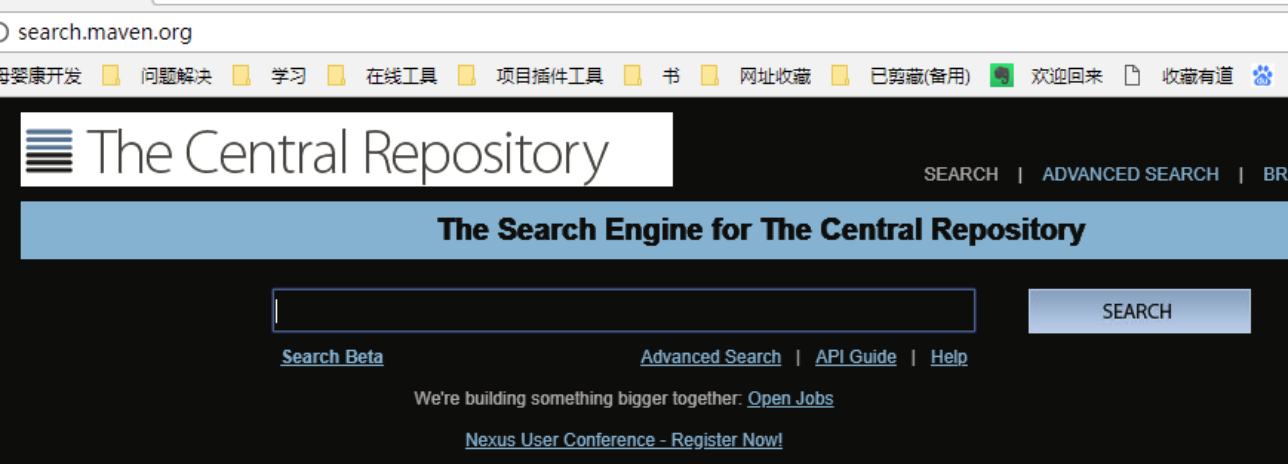 search.maven.org
母婴康开发 问题解决 学习 在线工具 项目插件工具 书 网址收藏 已剪藏(备用) 欢迎回来 收藏有道
The Central Repository
SEARCH | ADVANCED SEARCH | BR
The Search Engine for The Central Repository
SEARCH
Search Beta Advanced Search | API Guide | Help
We're building something bigger together: Open Jobs
Nexus User Conference - Register Now!